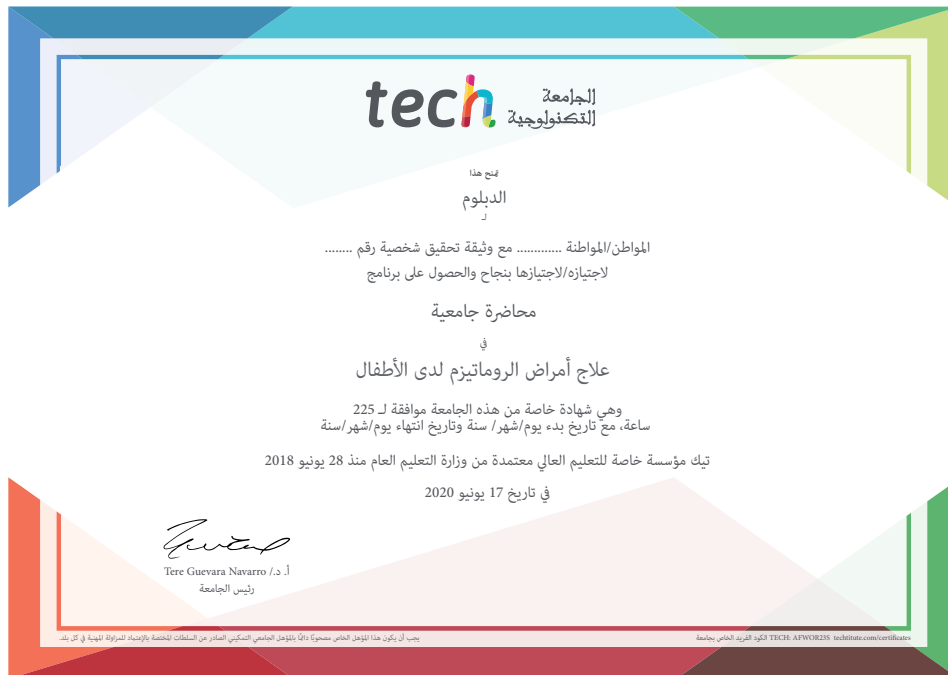 tech الجامعة
التكنولوجية
يمنح هذا
الدبلوم
لـ
المواطن/المواطنة ............ مع وثيقة تحقيق شخصية رقم ........
لاجتيازه/لاجتيازها بنجاح والحصول على برنامج
محاضرة جامعية
في
علاج أمراض الروماتيزم لدى الأطفال
وهي شهادة خاصة من هذه الجامعة موافقة لـ 225
ساعة، مع تاريخ بدء يوم/شهر/ سنة وتاريخ انتهاء يوم/شهر/سنة
تيك مؤسسة خاصة للتعليم العالي معتمدة من وزارة التعليم العام منذ 28 يونيو 2018
في تاريخ 17 يونيو 2020
أ. د./ Tere Guevara Navarro
رئيس الجامعة
يجب أن يكون هذا المؤهل الخاص مصحوبًا دائمًا بالمؤهل الجامعي التمكيني الصادر عن السلطات المختصة بالإعتماد للمزاولة المهنية في كل بلد.
الكود الفريد الخاص بجامعة TECH: AFWOR23S techtitute.com/certificates